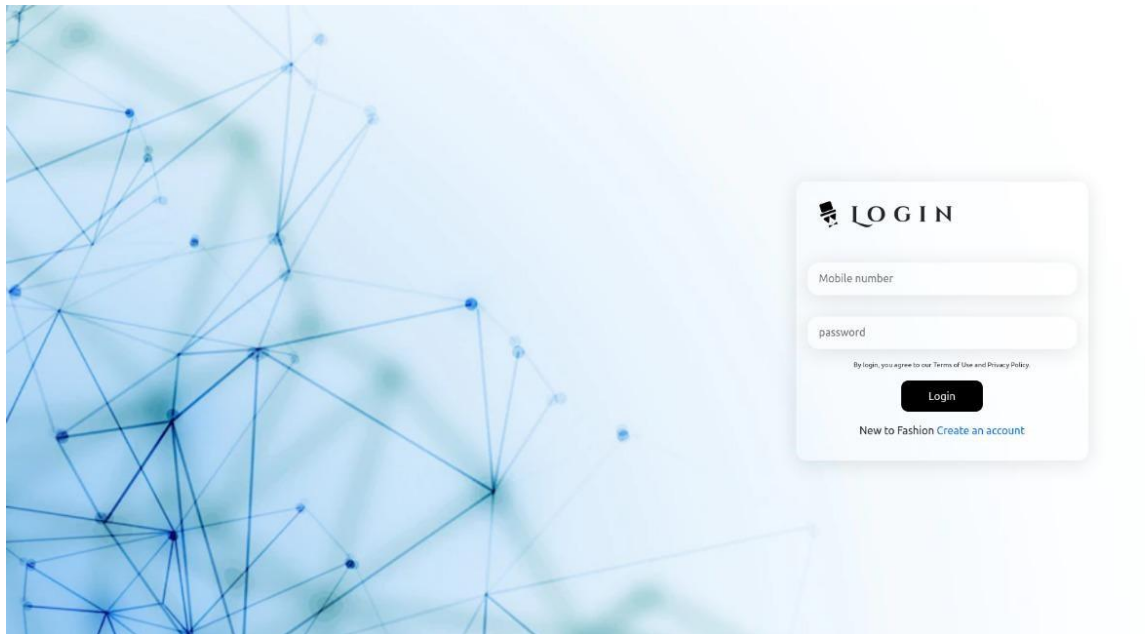 LOGIN
Mobile number
password
By login, you agree to our Terms of Use and Privacy Policy.
Login
New to Fashion Create an account